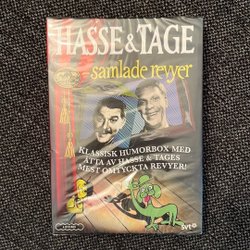 HASSE & TAGE
samlade revyer
KLASSISK HUMORBOX MED
ÅTTA AV HASSE & TAGES
MEST OMTYCKTA REVYER!
SVT